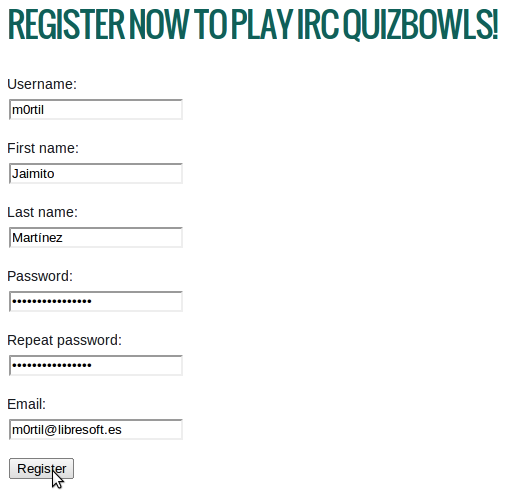 REGISTER NOW TO PLAY IRC QUIZBOWLS!
Username:
m0rtil
First name:
Jaimito
Last name:
Martínez
Password:
••••••••••••••••
Repeat password:
••••••••••••••••
Email:
m0rtil@libresoft.es
Register